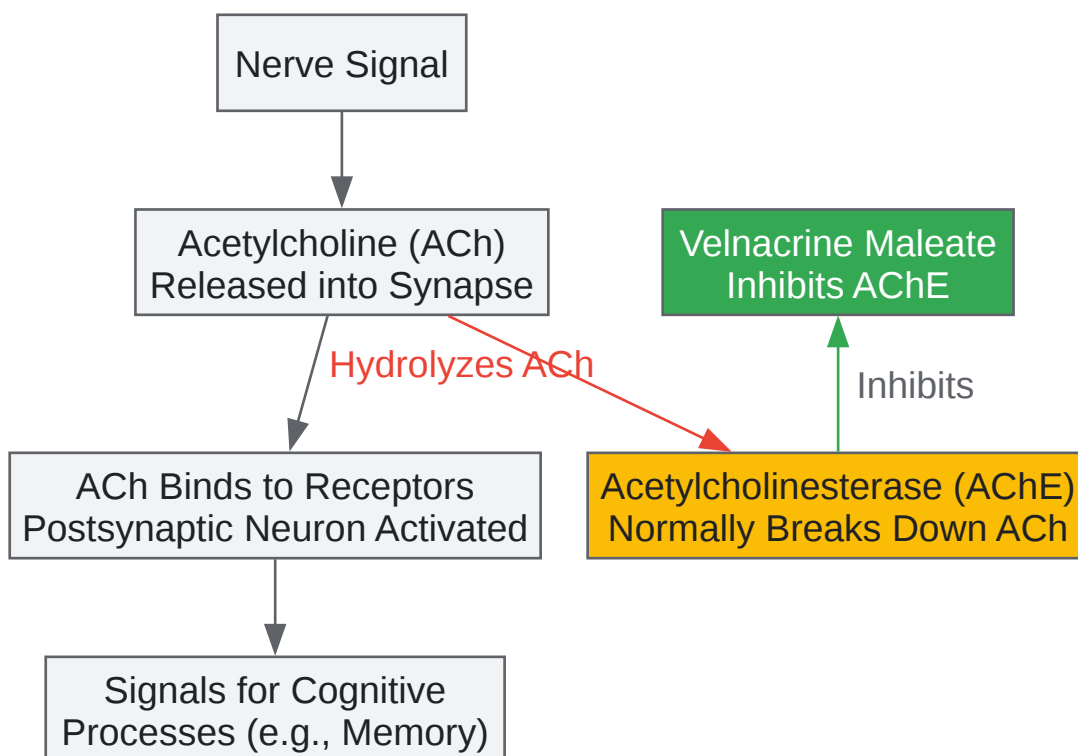 Nerve Signal
Acetylcholine (ACh)
Released into Synapse
Velnacrine Maleate
Inhibits AChE
Hydrolyzes ACh
Inhibits
ACh Binds to Receptors
Postsynaptic Neuron Activated
Acetylcholinesterase (AChE)
Normally Breaks Down ACh
Signals for Cognitive
Processes (e.g., Memory)